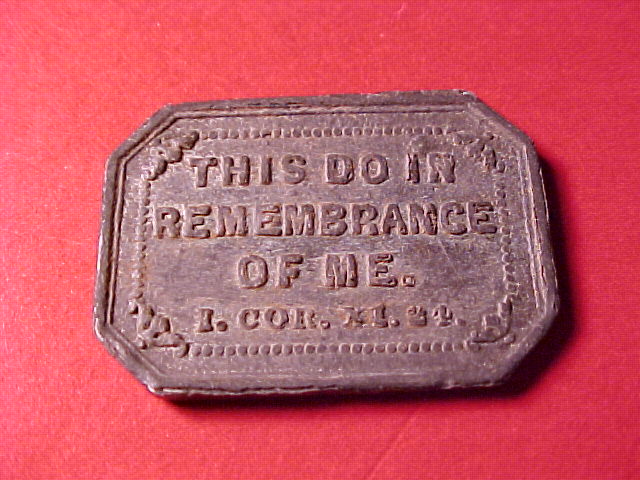 THIS DO IN
REMEMBRANCE
OF ME.
I. COR. XI. 24.